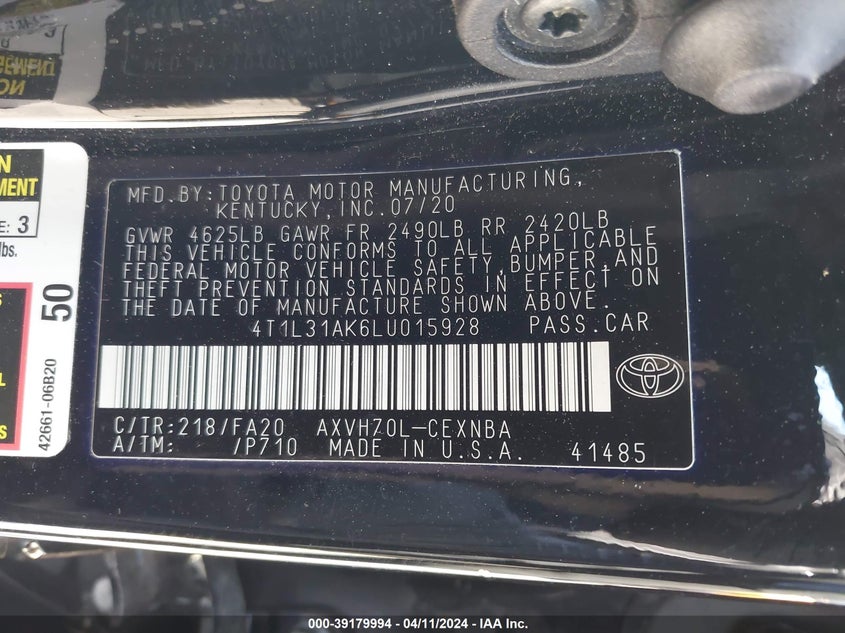 N
MENT
E: 3
lbs.
50
42661-06B20
S
L
S
MFD. BY: TOYOTA MOTOR MANUFACTURING,
KENTUCKY, INC. 07/20
GVWR 4625LB GAWR FR 2490LB RR 2420LB
THIS VEHICLE CONFORMS TO ALL APPLICABLE
FEDERAL MOTOR VEHICLE SAFETY, BUMPER, AND
THEFT PREVENTION STANDARDS IN EFFECT ON
THE DATE OF MANUFACTURE SHOWN ABOVE.
4T1L31AK6LU015928 PASS. CAR
C/TR: 218/FA20 AXVH70L-CEXNBA
A/TM: /P710 MADE IN U.S.A. 41485
000-39179994 / 04/11/2024 - IAA Inc.